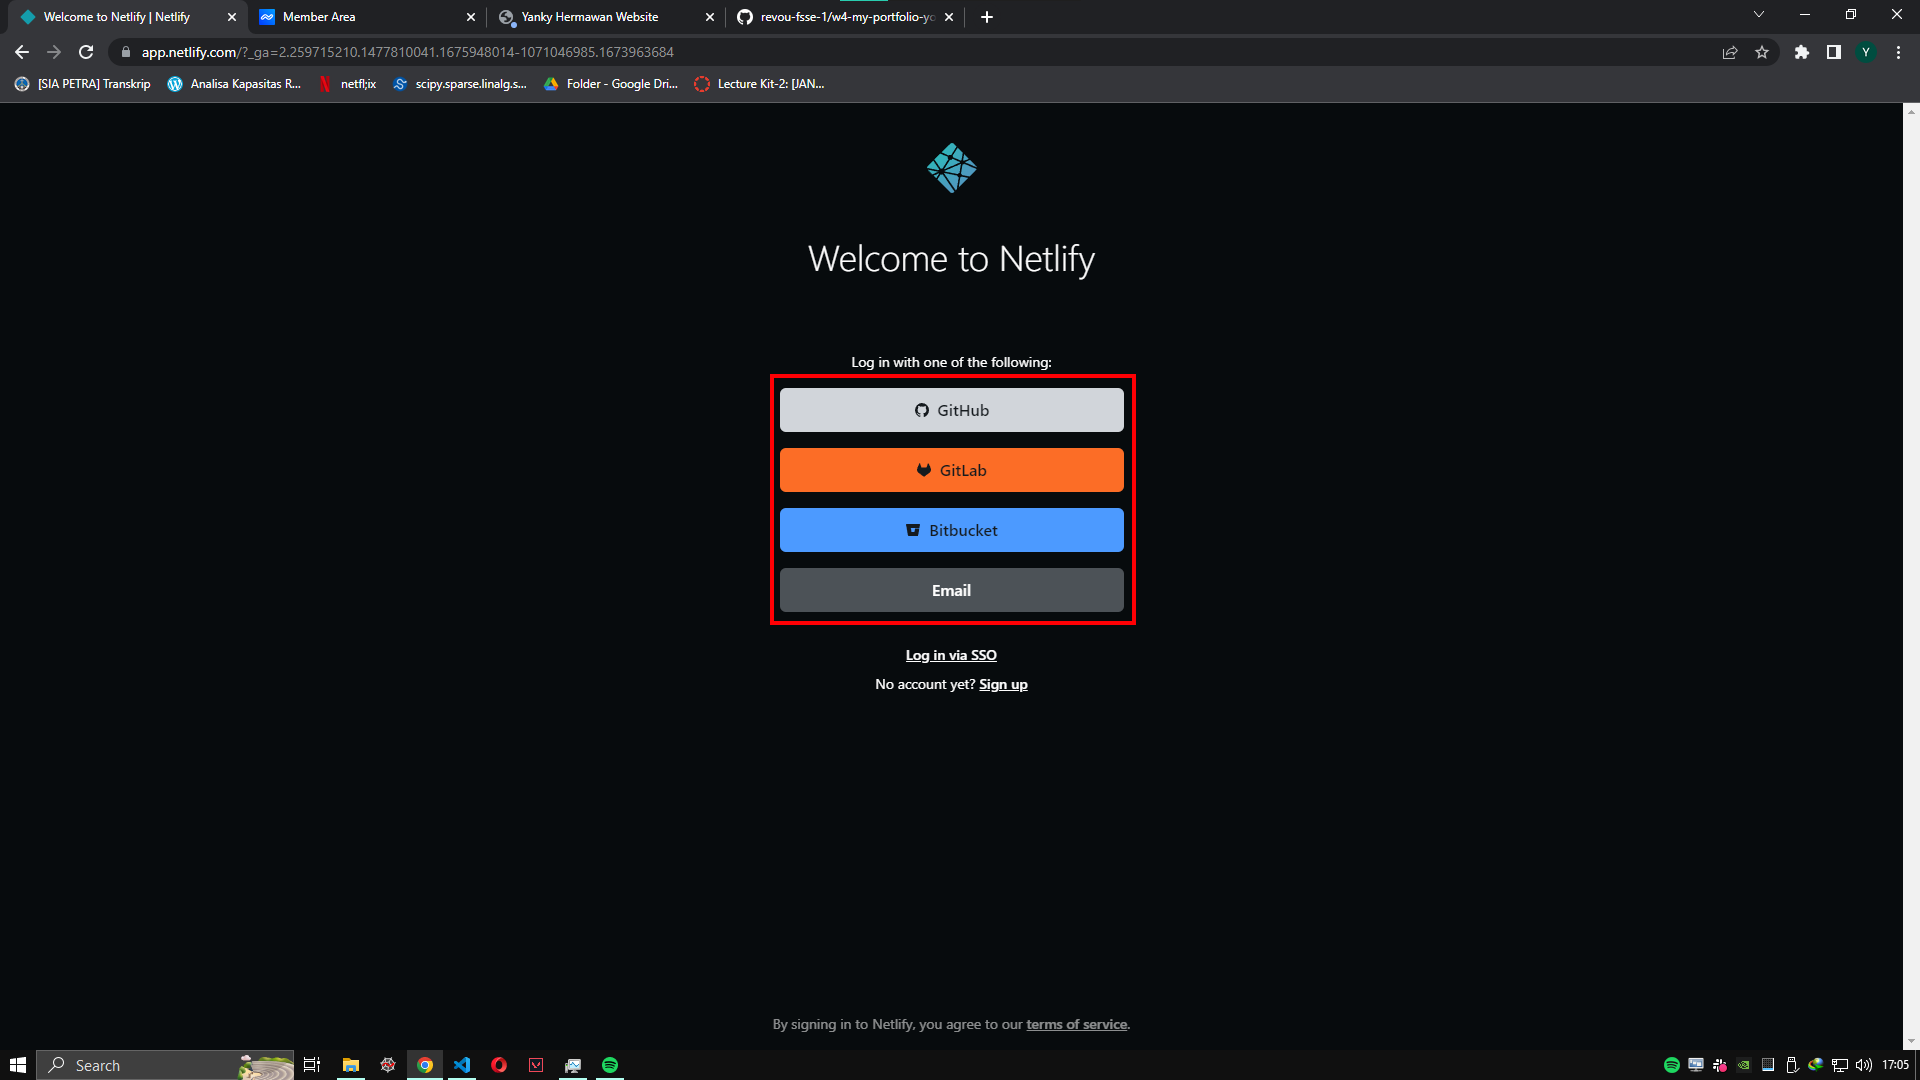 Welcome to Netlify | Netlify
Member Area
Yanky Hermawan Website
revou-fsse-1/w4-my-portfolio-yo
app.netlify.com/?_ga=2.259715210.1477810041.1675948014-1071046985.1673963684
Y
[SIA PETRA] Transkrip
Analisa Kapasitas R...
netfl;ix
scipy.sparse.linalg.s...
Folder - Google Dri...
Lecture Kit-2: [JAN...
Welcome to Netlify
Log in with one of the following:
GitHub
GitLab
Bitbucket
Email
Log in via SSO
No account yet? Sign up
By signing in to Netlify, you agree to our terms of service.
Search
17:05